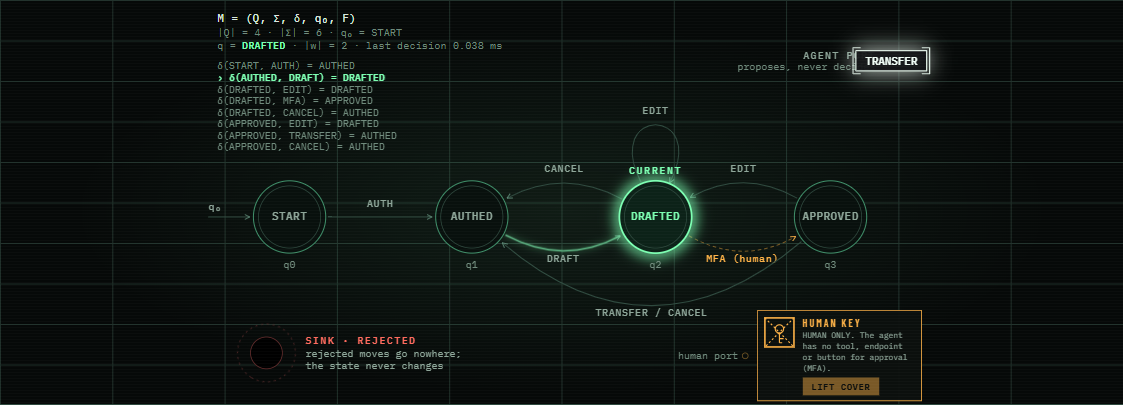 M = (Q, Σ, δ, q₀, F)
|Q| = 4 · |Σ| = 6 · q₀ = START
q = DRAFTED · |w| = 2 · last decision 0.038 ms
δ(START, AUTH) = AUTHED
› δ(AUTHED, DRAFT) = DRAFTED
δ(DRAFTED, EDIT) = DRAFTED
δ(DRAFTED, MFA) = APPROVED
δ(DRAFTED, CANCEL) = AUTHED
δ(APPROVED, EDIT) = DRAFTED
δ(APPROVED, TRANSFER) = AUTHED
δ(APPROVED, CANCEL) = AUTHED
AGENT
proposes, never
TRANSFER
EDIT
CANCEL
CURRENT
EDIT
q₀
AUTH
START
AUTHED
DRAFTED
APPROVED
DRAFT
MFA (human)
q0
q1
q2
q3
TRANSFER / CANCEL
SINK · REJECTED
rejected moves go nowhere;
the state never changes
human port
HUMAN KEY
HUMAN ONLY. The agent
has no tool, endpoint
or button for approval
(MFA).
LIFT COVER